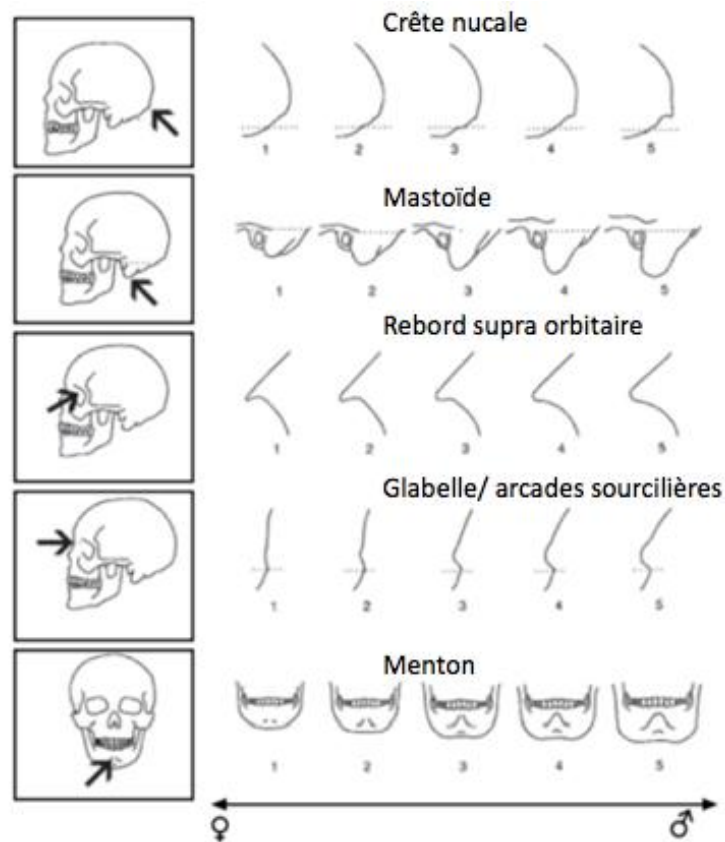 Crête nucale
1 2 3 4 5
Mastoïde
1 2 3 4 5
Rebord supra orbitaire
1 2 3 4 5
Glabelle/ arcades sourcilières
1 2 3 4 5
Menton
1 2 3 4 5
♀ ♂